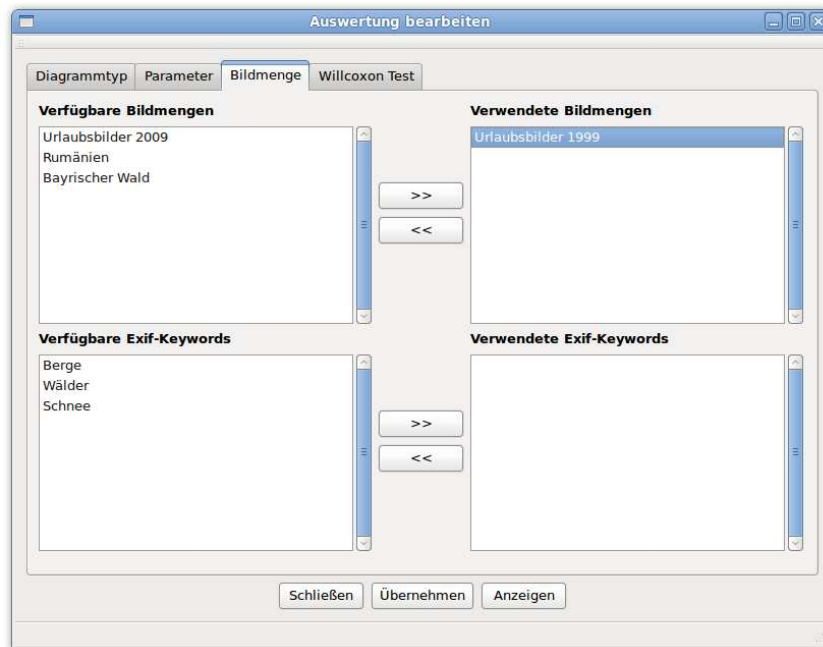 Auswertung bearbeiten
Diagrammtyp Parameter Bildmenge Willcoxon Test
Verfügbare Bildmengen
Urlaubsbilder 2009
Rumänien
Bayrischer Wald
>>
<<
Verwendete Bildmengen
Urlaubsbilder 1999
Verfügbare Exif-Keywords
Berge
Wälder
Schnee
>>
<<
Verwendete Exif-Keywords
Schließen Übernehmen Anzeigen